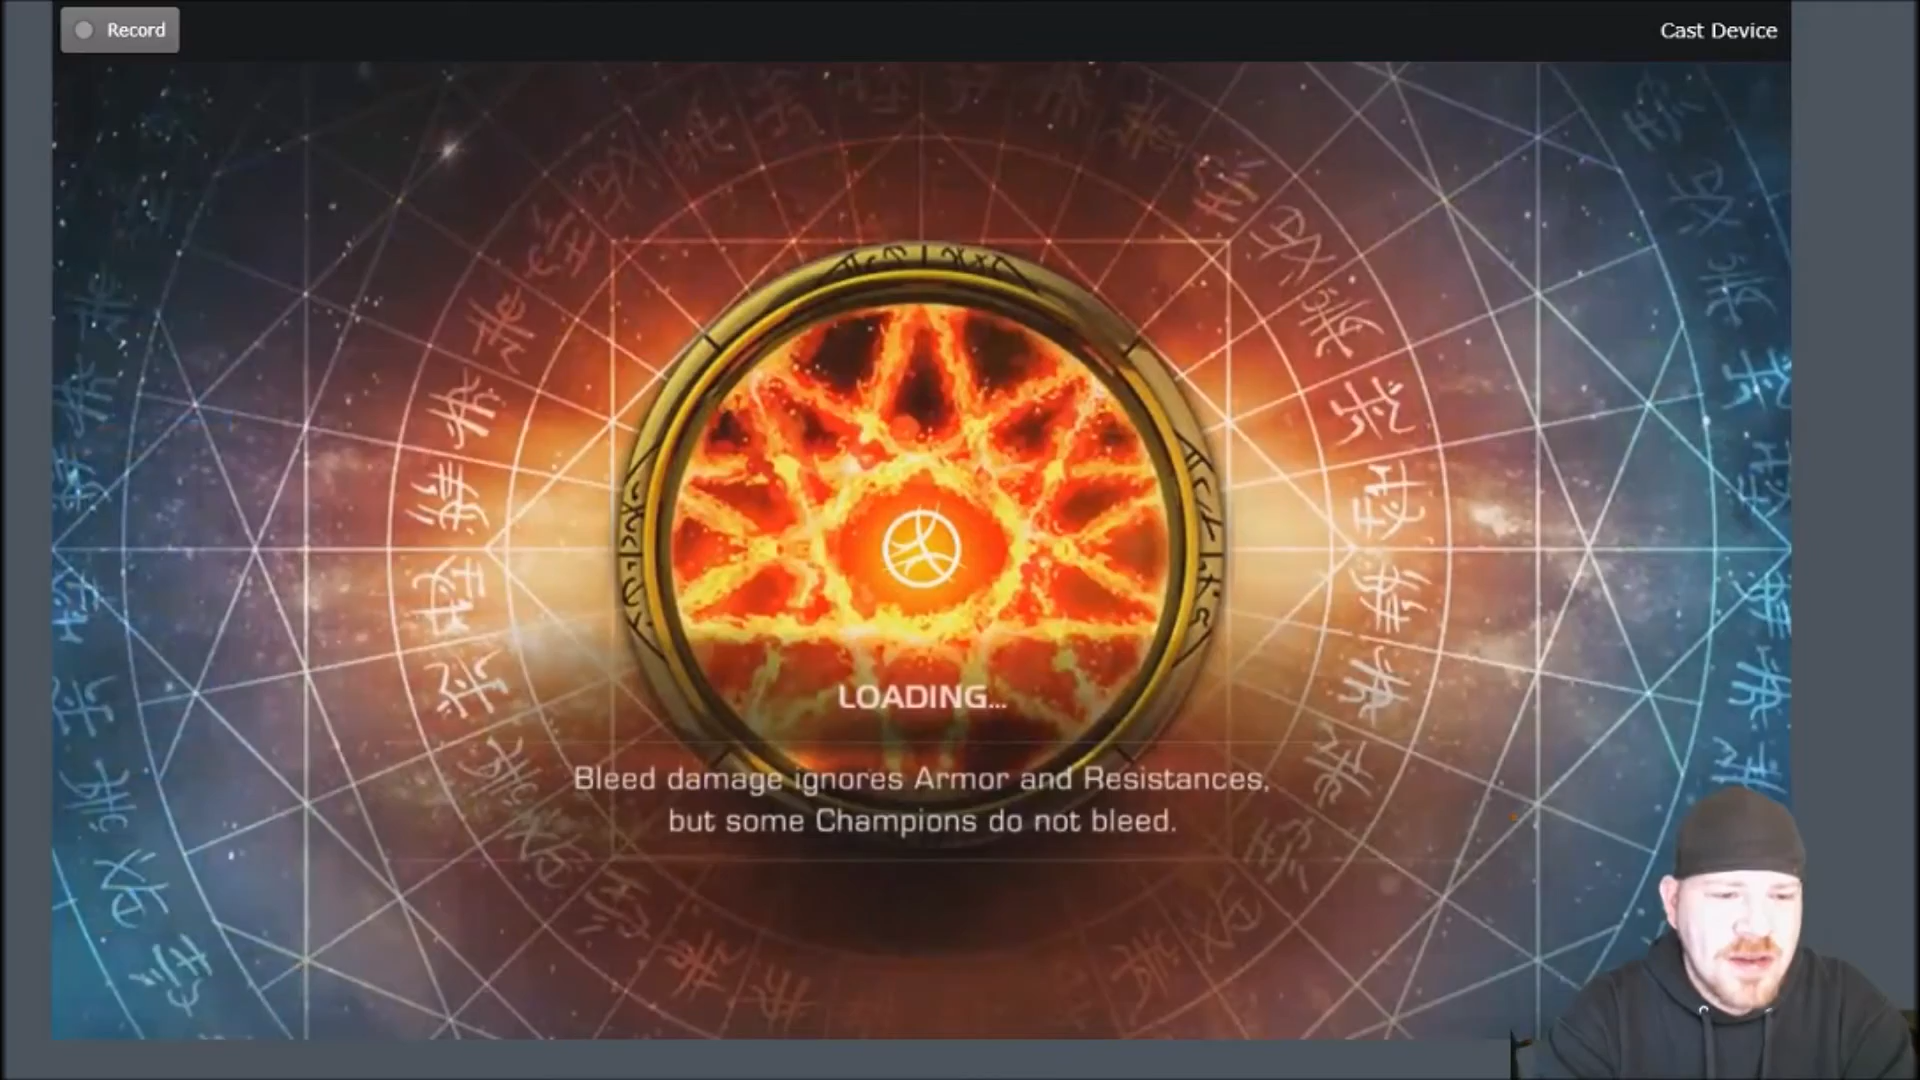 Record
Cast Device
LOADING...
Bleed damage ignores Armor and Resistances,
but some Champions do not bleed.